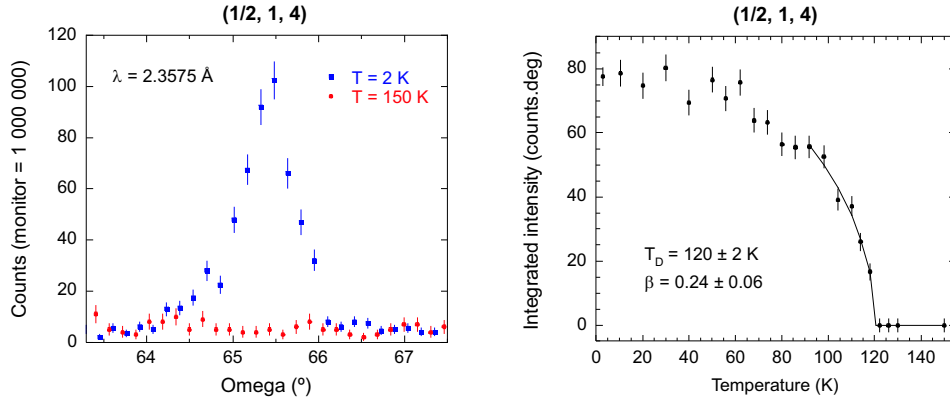 (1/2, 1, 4)
120
100
80
60
40
20
0
Counts (monitor = 1 000 000)
λ = 2.3575 Å
T = 2 K
T = 150 K
64
65
66
67
Omega (º)
(1/2, 1, 4)
100
80
60
40
20
0
Integrated intensity (counts.deg)
T_D = 120 ± 2 K
β = 0.24 ± 0.06
0
20
40
60
80
100
120
140
Temperature (K)